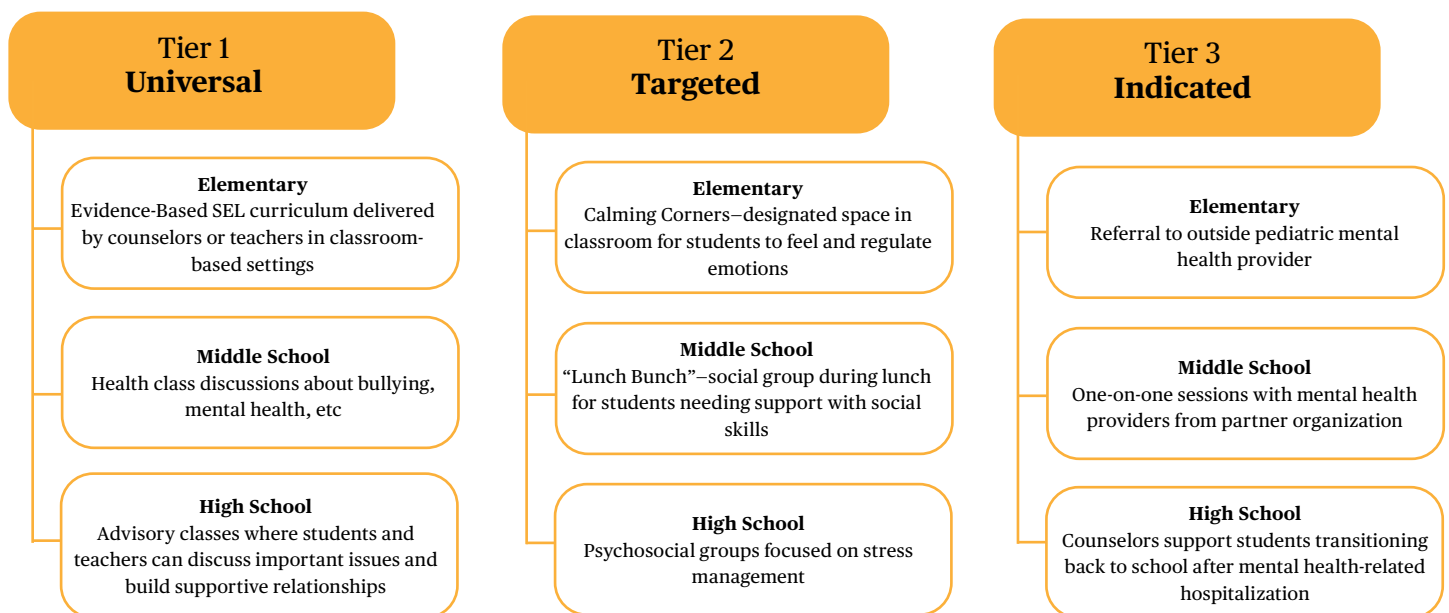 Tier 1
Universal
Elementary
Evidence-Based SEL curriculum delivered
by counselors or teachers in classroom-
based settings
Middle School
Health class discussions about bullying,
mental health, etc
High School
Advisory classes where students and
teachers can discuss important issues and
build supportive relationships
Tier 2
Targeted
Elementary
Calming Corners—designated space in
classroom for students to feel and regulate
emotions
Middle School
“Lunch Bunch”—social group during lunch
for students needing support with social
skills
High School
Psychosocial groups focused on stress
management
Tier 3
Indicated
Elementary
Referral to outside pediatric mental
health provider
Middle School
One-on-one sessions with mental health
providers from partner organization
High School
Counselors support students transitioning
back to school after mental health-related
hospitalization